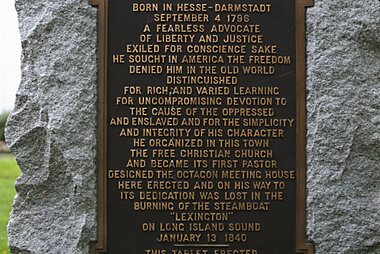 BORN IN HESSE-DARMSTADT
SEPTEMBER 4 1796
A FEARLESS ADVOCATE
OF LIBERTY AND JUSTICE
EXILED FOR CONSCIENCE SAKE
HE SOUGHT IN AMERICA THE FREEDOM
DENIED HIM IN THE OLD WORLD
DISTINGUISHED
FOR RICH, AND VARIED LEARNING
FOR UNCOMPROMISING DEVOTION TO
THE CAUSE OF THE OPPRESSED
AND ENSLAVED AND FOR THE SIMPLICITY
AND INTEGRITY OF HIS CHARACTER
HE ORGANIZED IN THIS TOWN
THE FREE CHRISTIAN CHURCH
AND BECAME ITS FIRST PASTOR
DESIGNED THE OCTAGON MEETING HOUSE
HERE ERECTED AND ON HIS WAY TO
ITS DEDICATION WAS LOST IN THE
BURNING OF THE STEAMBOAT
"LEXINGTON"
ON LONG ISLAND SOUND
JANUARY 13 1840
THIS TABLET ERECTED